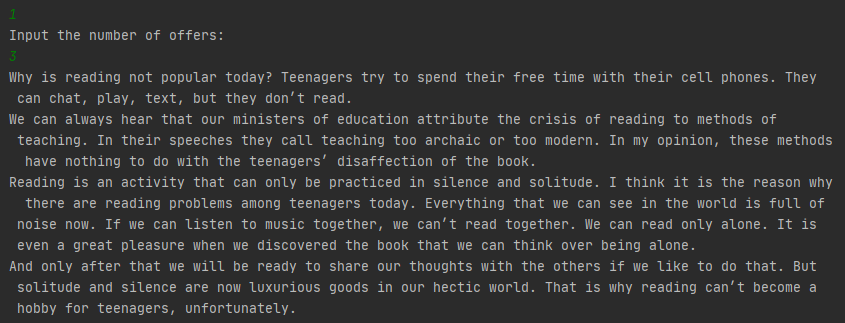 1
Input the number of offers:
3
Why is reading not popular today? Teenagers try to spend their free time with their cell phones. They
can chat, play, text, but they don’t read.
We can always hear that our ministers of education attribute the crisis of reading to methods of
teaching. In their speeches they call teaching too archaic or too modern. In my opinion, these methods
have nothing to do with the teenagers’ disaffection of the book.
Reading is an activity that can only be practiced in silence and solitude. I think it is the reason why
there are reading problems among teenagers today. Everything that we can see in the world is full of
noise now. If we can listen to music together, we can’t read together. We can read only alone. It is
even a great pleasure when we discovered the book that we can think over being alone.
And only after that we will be ready to share our thoughts with the others if we like to do that. But
solitude and silence are now luxurious goods in our hectic world. That is why reading can’t become a
hobby for teenagers, unfortunately.